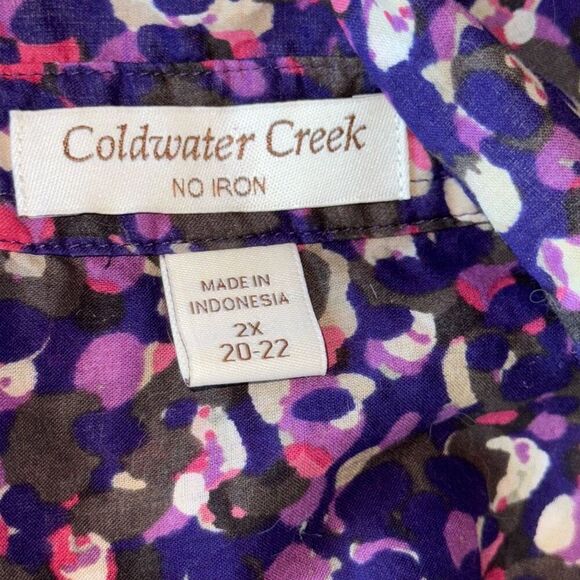 Coldwater Creek
NO IRON
MADE IN
INDONESIA
2X
20-22